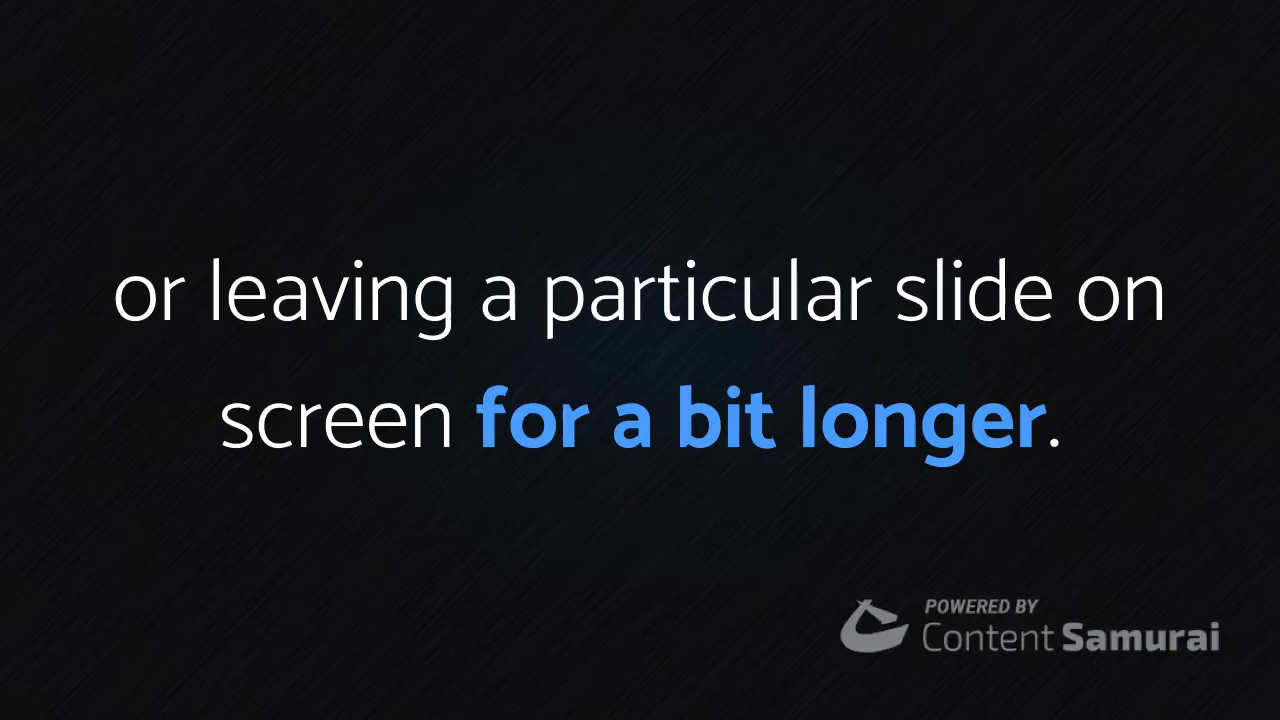 or leaving a particular slide on
screen for a bit longer.
POWERED BY
Content Samurai